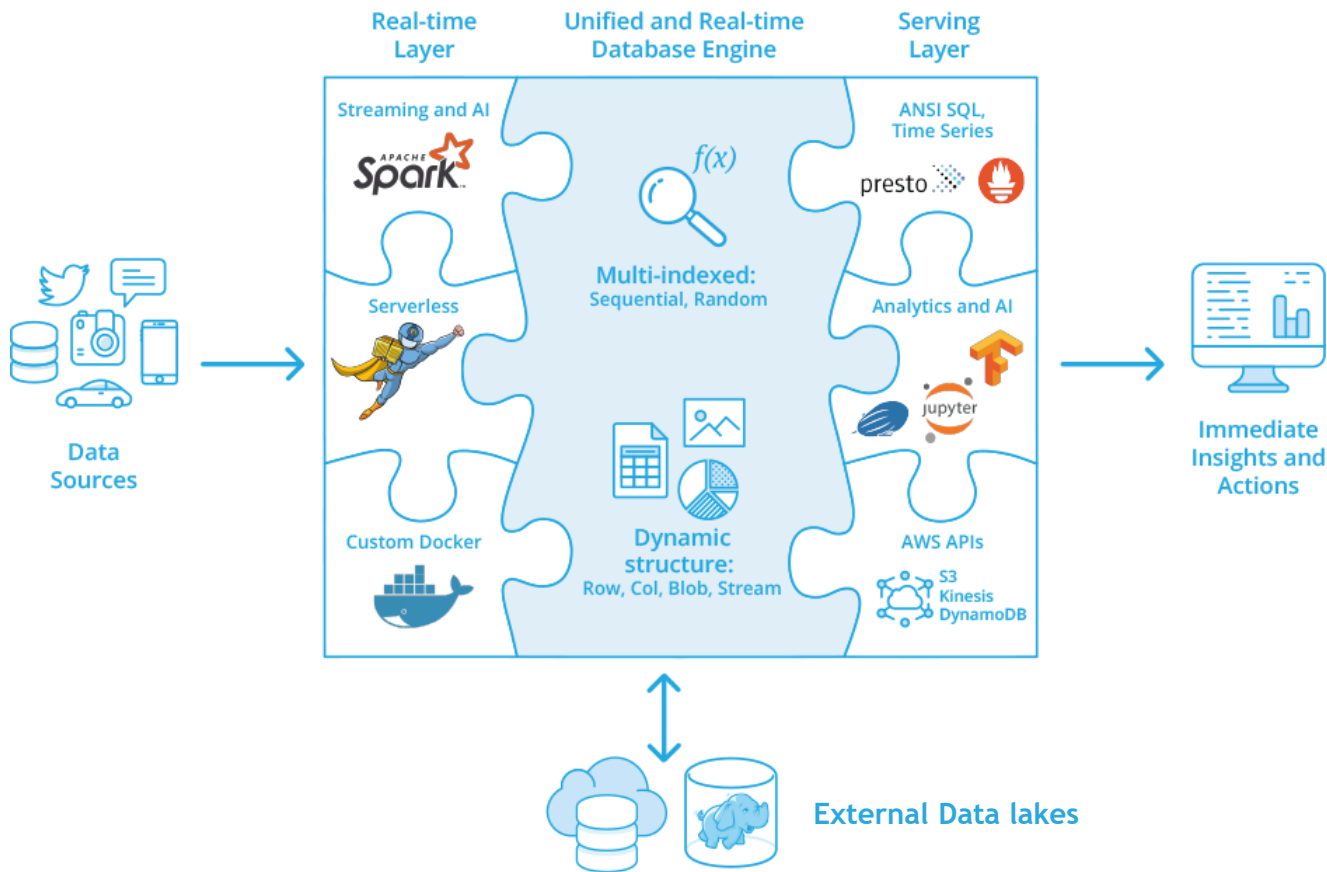 Real-time
Layer
Unified and Real-time
Database Engine
Serving
Layer
Streaming and AI
APACHE
Spark™
f(x)
Multi-indexed:
Sequential, Random
ANSI SQL,
Time Series
presto
Serverless
Analytics and AI
jupyter
Data
Sources
Immediate
Insights and
Actions
Custom Docker
Dynamic
structure:
Row, Col, Blob, Stream
AWS APIs
S3
Kinesis
DynamoDB
External Data lakes